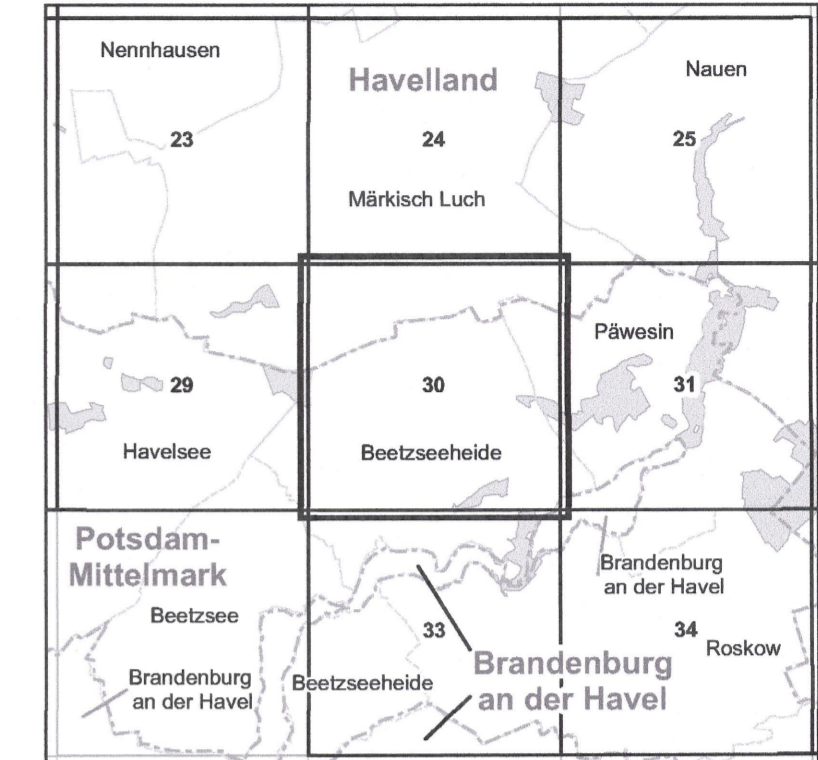 Nennhausen
Havelland
Nauen
23
24
25
Märkisch Luch
Päwesin
29
30
31
Havelsee
Beetzseeheide
Potsdam-
Mittelmark
Brandenburg
an der Havel
Beetzsee
33
34
Roskow
Brandenburg
an der Havel
Beetzseeheide
Brandenburg
an der Havel